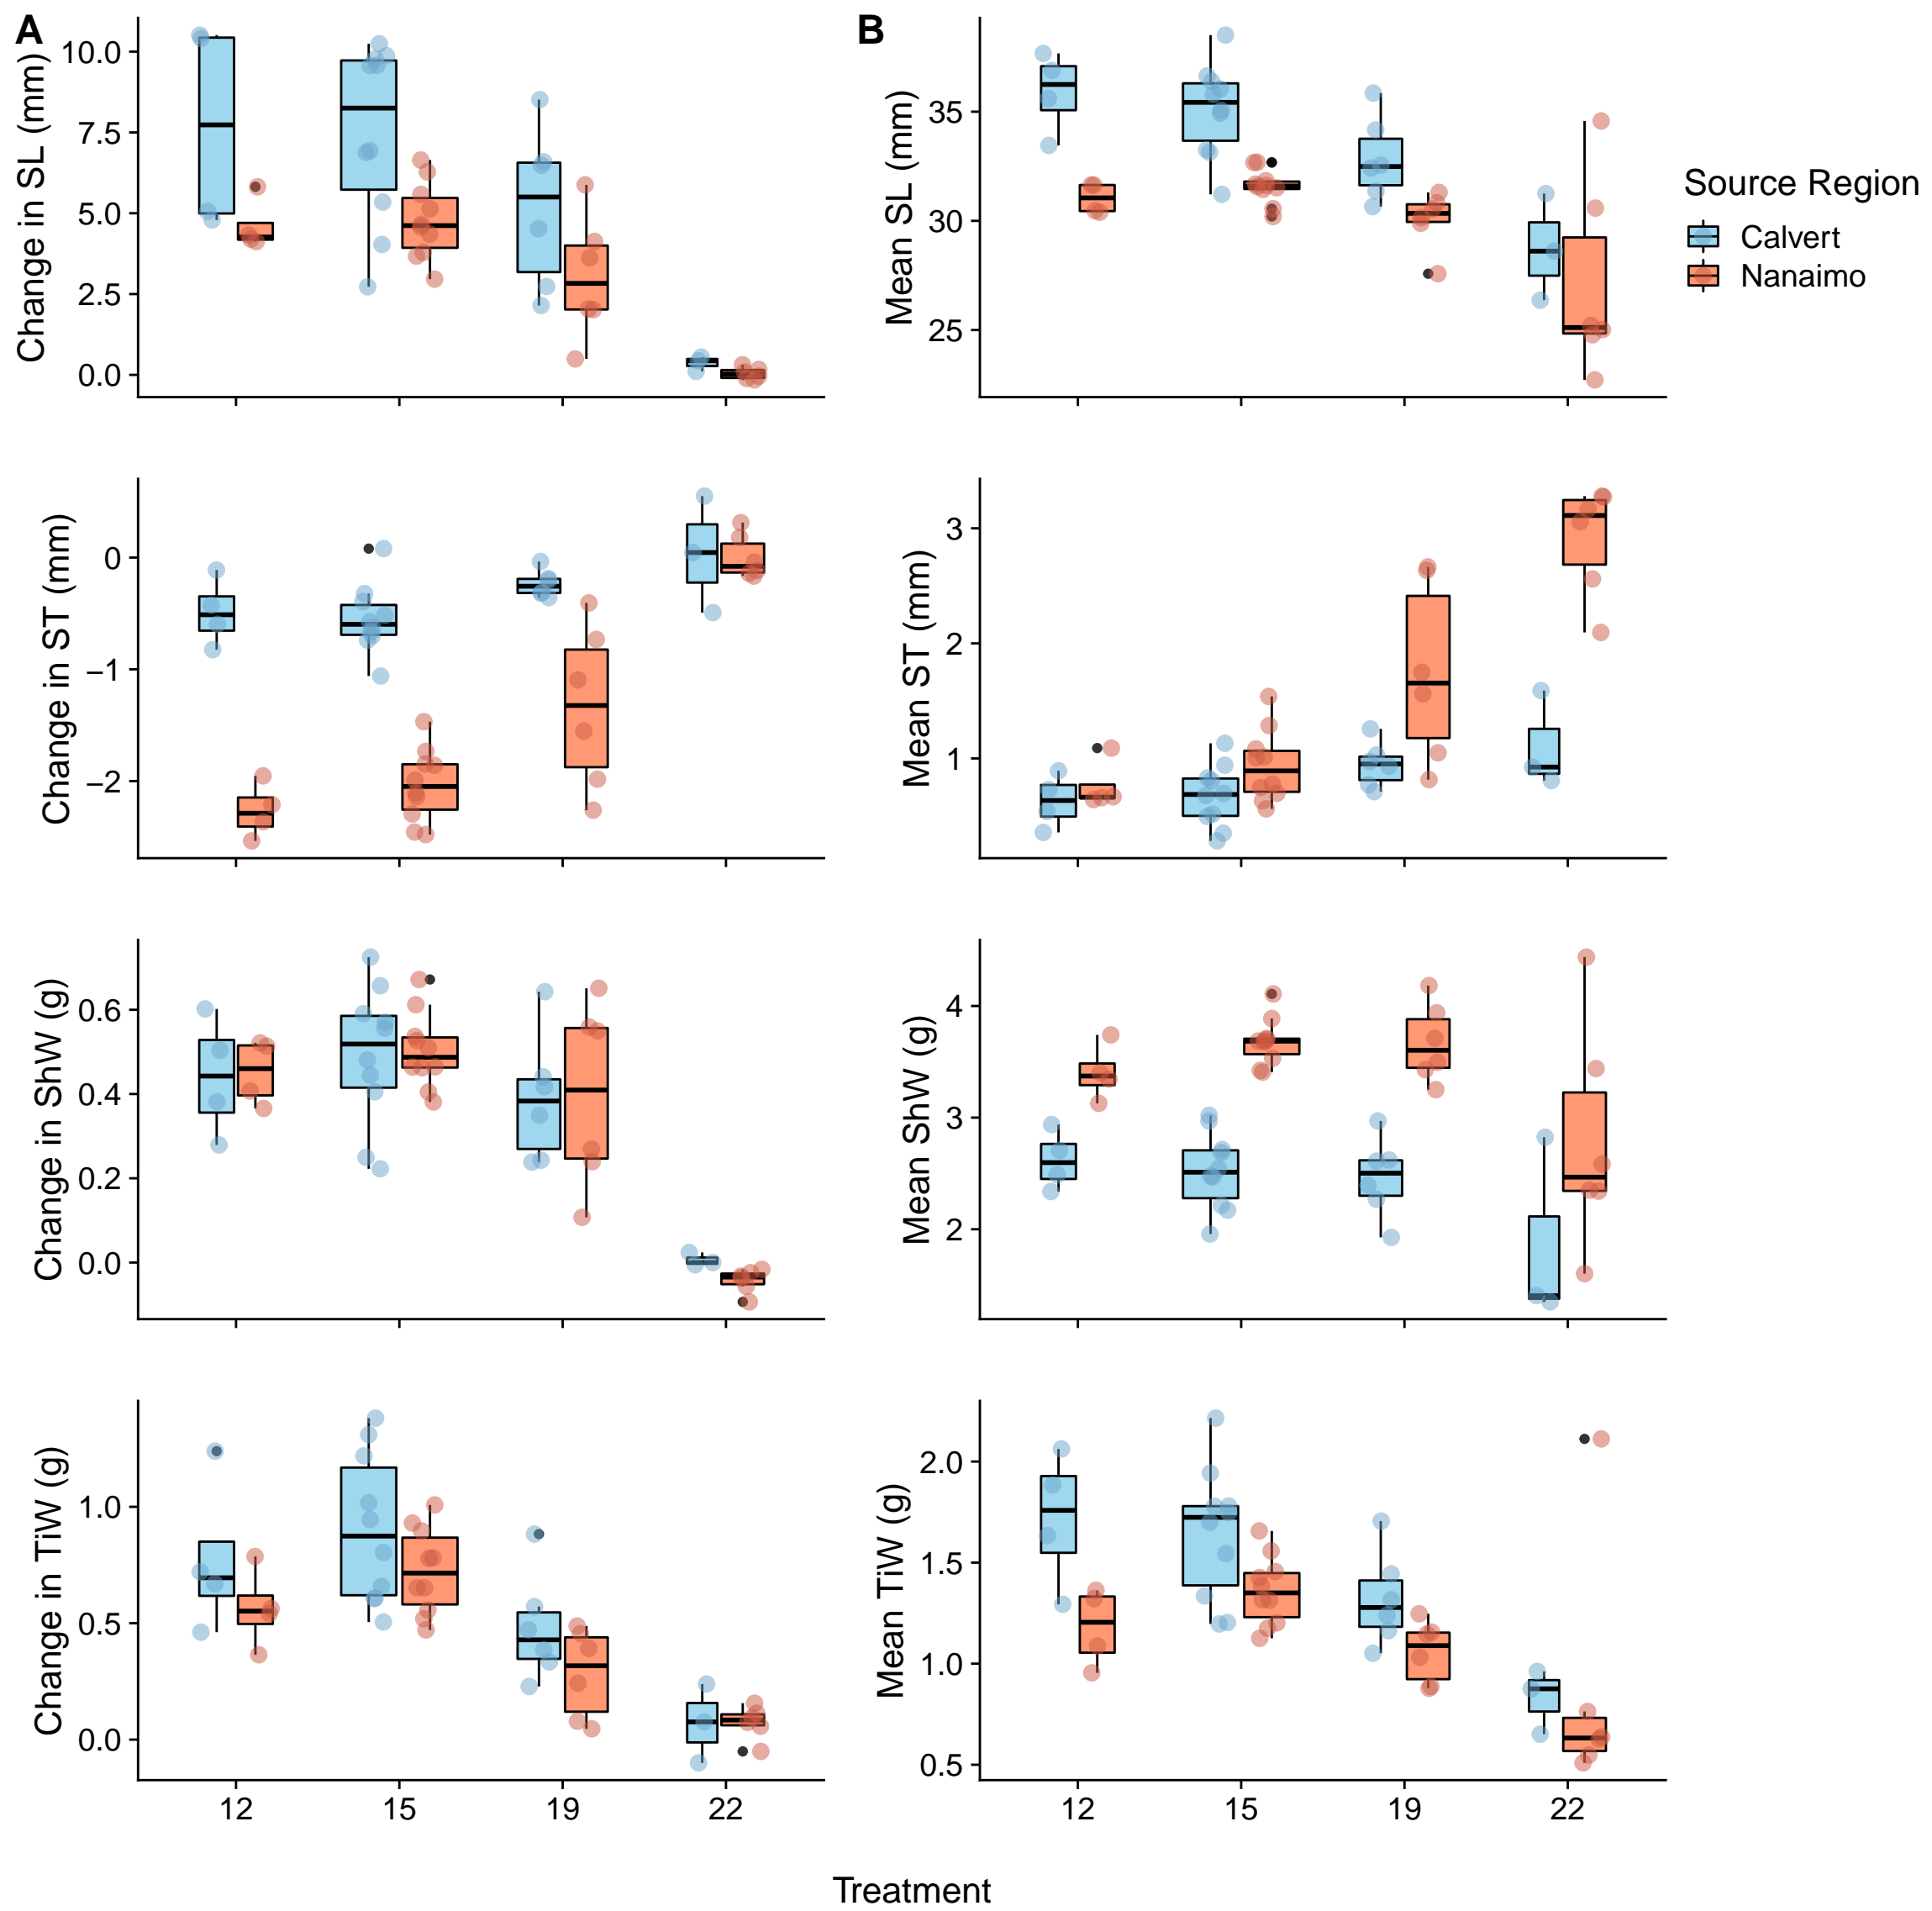 A
Change in SL (mm)
10.0
7.5
5.0
2.5
0.0
B
Mean SL (mm)
35
30
25
Source Region
Calvert
Nanaimo
Change in ST (mm)
0
−1
−2
Mean ST (mm)
3
2
1
Change in ShW (g)
0.6
0.4
0.2
0.0
Mean ShW (g)
4
3
2
Change in TiW (g)
1.0
0.5
0.0
12
15
19
22
Mean TiW (g)
2.0
1.5
1.0
0.5
12
15
19
22
Treatment